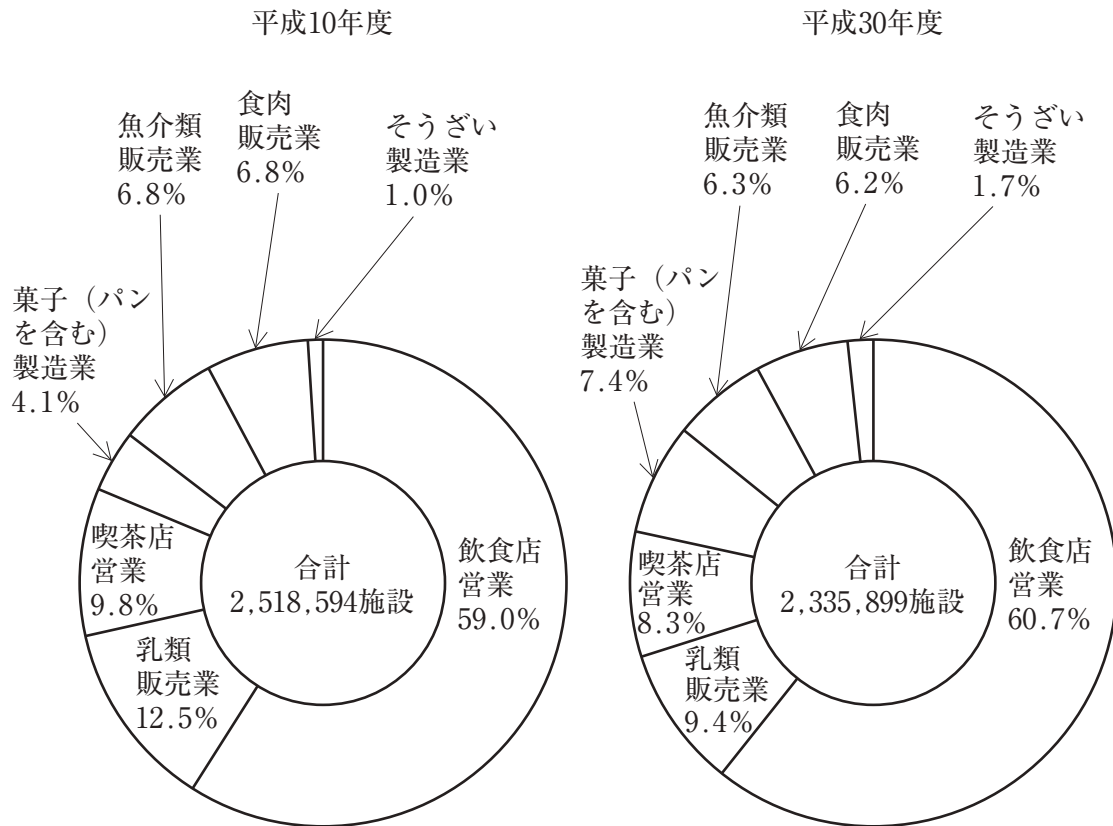 平成10年度
食肉
販売業
6.8%
魚介類
販売業
6.8%
そうざい
製造業
1.0%
菓子（パン
を含む）
製造業
4.1%
喫茶店
営業
9.8%
乳類
販売業
12.5%
合計
2,518,594施設
飲食店
営業
59.0%
平成30年度
魚介類
販売業
6.3%
食肉
販売業
6.2%
そうざい
製造業
1.7%
菓子（パン
を含む）
製造業
7.4%
喫茶店
営業
8.3%
乳類
販売業
9.4%
合計
2,335,899施設
飲食店
営業
60.7%